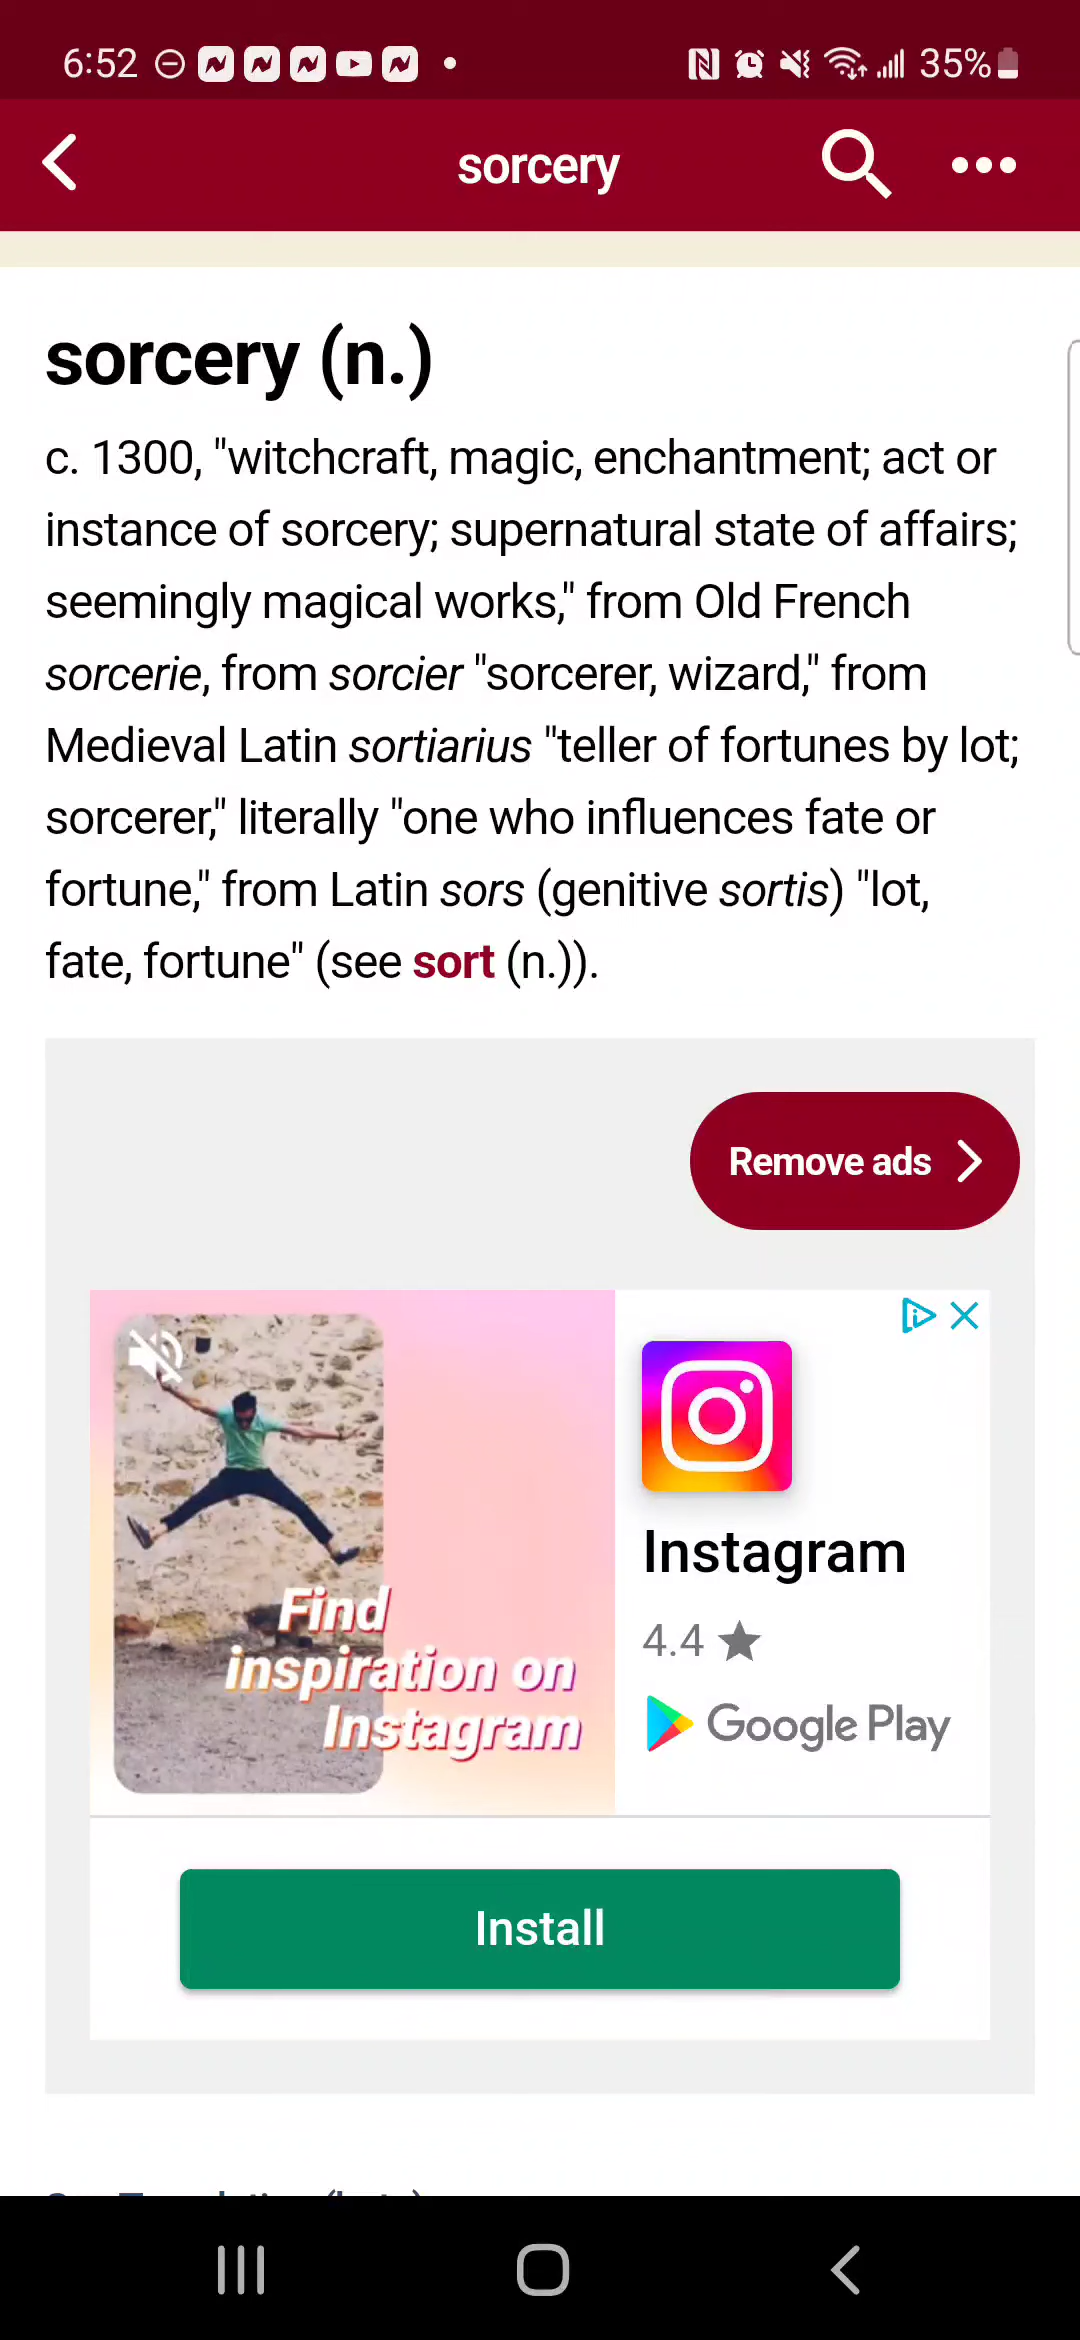 6:52
35%
sorcery
sorcery (n.)
c. 1300, "witchcraft, magic, enchantment; act or
instance of sorcery; supernatural state of affairs;
seemingly magical works," from Old French
sorcerie, from sorcier "sorcerer, wizard," from
Medieval Latin sortiarius "teller of fortunes by lot;
sorcerer," literally "one who influences fate or
fortune," from Latin sors (genitive sortis) "lot,
fate, fortune" (see sort (n.)).
Remove ads
Find
inspiration on
Instagram
Instagram
4.4
Google Play
Install